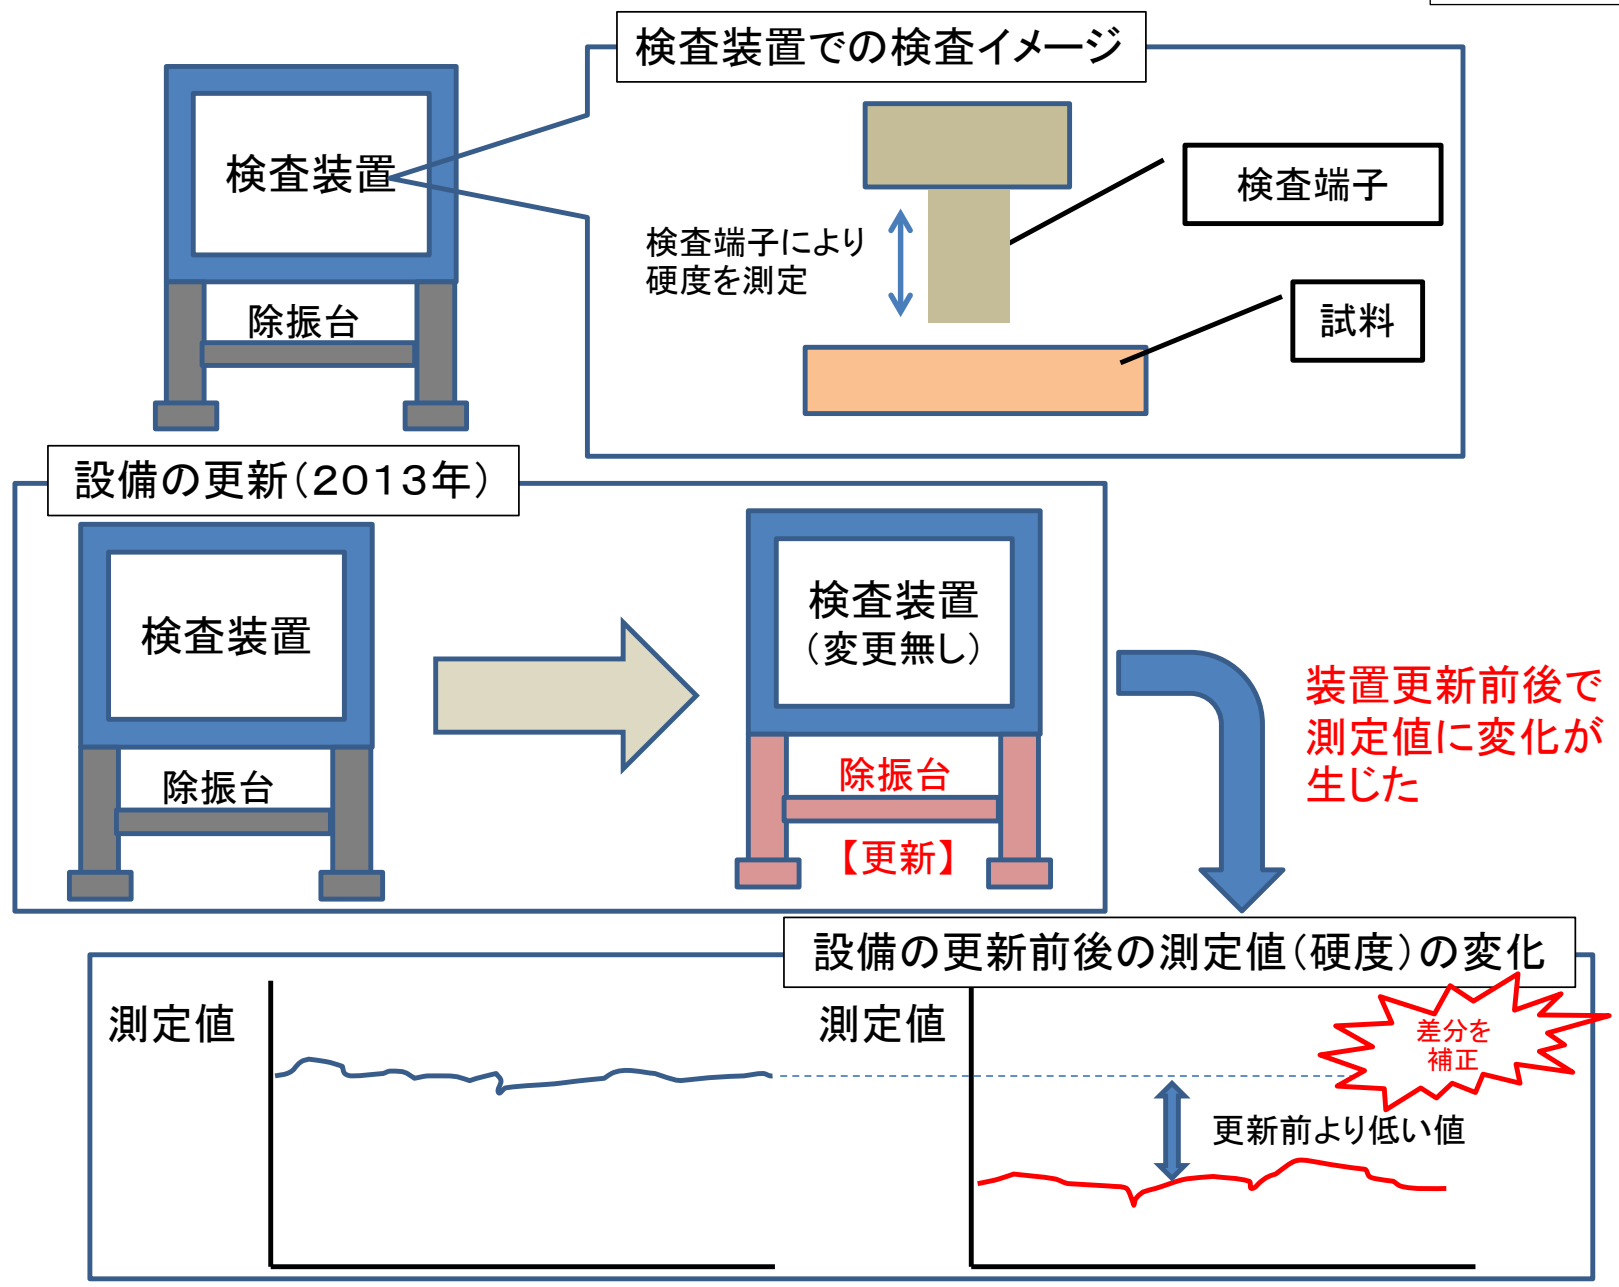 検査装置での検査イメージ
検査装置
除振台
検査端子により
硬度を測定
検査端子
試料
設備の更新(2013年)
検査装置
除振台
検査装置
(変更無し)
除振台
【更新】
装置更新前後で
測定値に変化が
生じた
設備の更新前後の測定値(硬度)の変化
測定値
測定値
差分を
補正
更新前より低い値